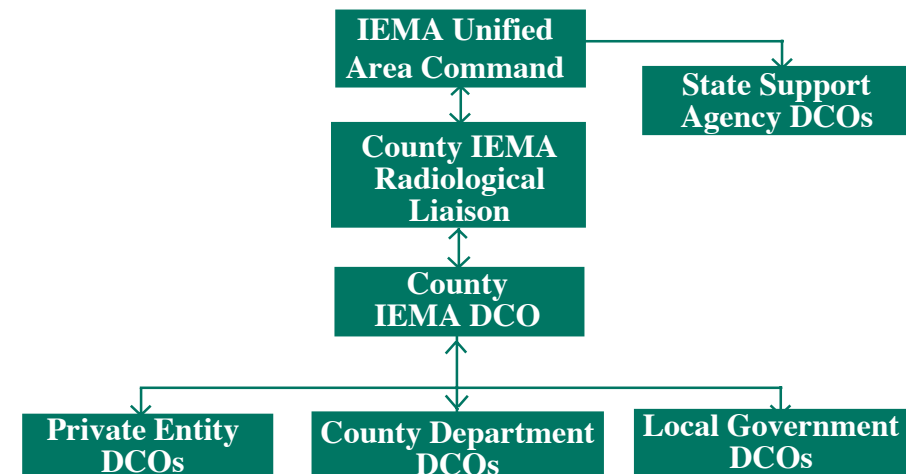 IEMA Unified
Area Command
State Support
Agency DCOs
County IEMA
Radiological
Liaison
County
IEMA DCO
Private Entity
DCOs
County Department
DCOs
Local Government
DCOs